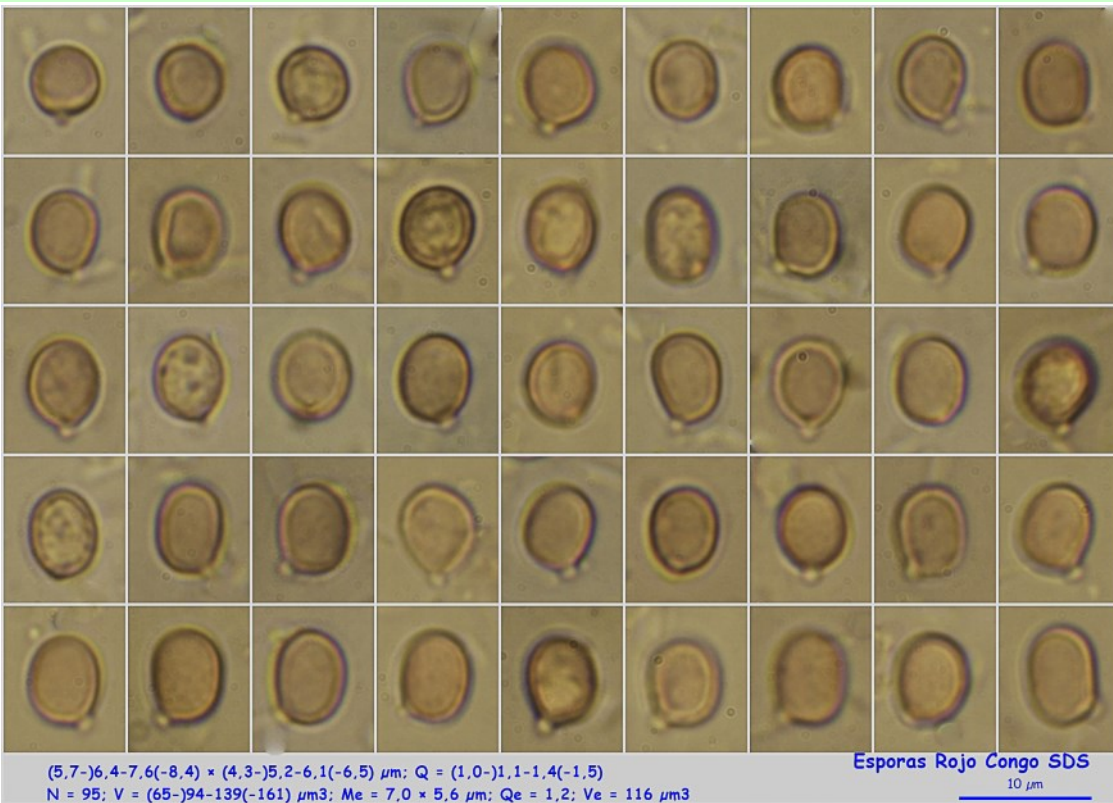 (5,7-)6,4-7,6(-8,4) × (4,3-)5,2-6,1(-6,5) µm; Q = (1,0-)1,1-1,4(-1,5)
N = 95; V = (65-)94-139(-161) µm3; Me = 7,0 × 5,6 µm; Qe = 1,2; Ve = 116 µm3
Esporas Rojo Congo SDS
10 µm